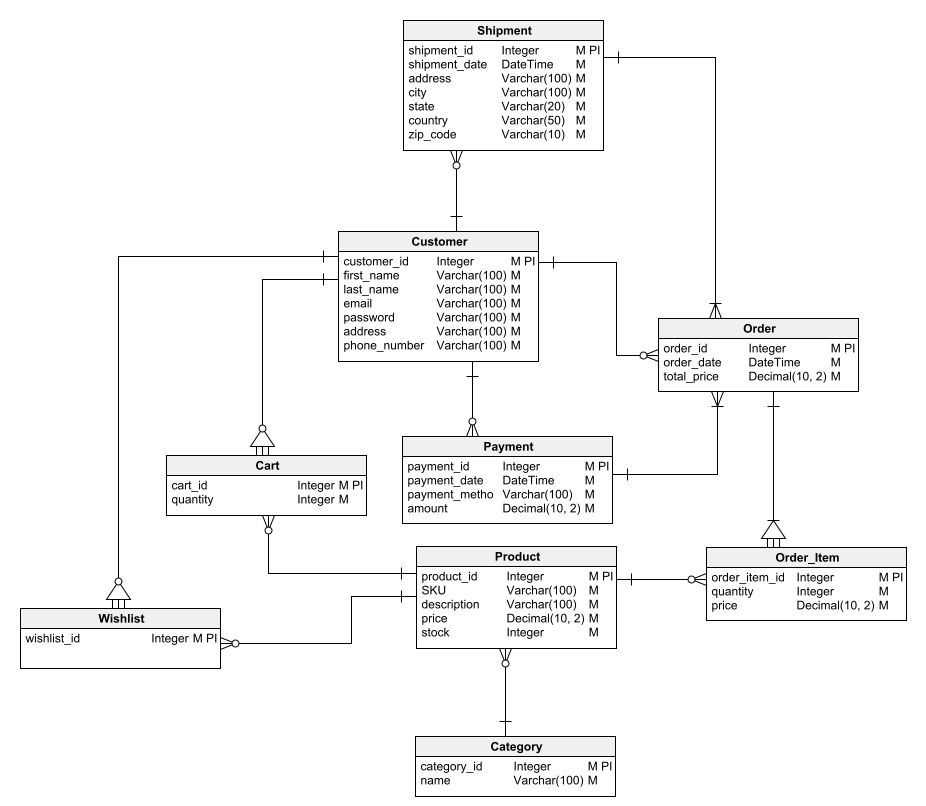 Shipment
shipment_id Integer M PI
shipment_date DateTime M
address Varchar(100) M
city Varchar(100) M
state Varchar(20) M
country Varchar(50) M
zip_code Varchar(10) M
Customer
customer_id Integer M PI
first_name Varchar(100) M
last_name Varchar(100) M
email Varchar(100) M
password Varchar(100) M
address Varchar(100) M
phone_number Varchar(100) M
Order
order_id Integer M PI
order_date DateTime M
total_price Decimal(10, 2) M
Payment
payment_id Integer M PI
payment_date DateTime M
payment_metho Varchar(100) M
amount Decimal(10, 2) M
Cart
cart_id Integer M PI
quantity Integer M
Product
product_id Integer M PI
SKU Varchar(100) M
description Varchar(100) M
price Decimal(10, 2) M
stock Integer M
Order_Item
order_item_id Integer M PI
quantity Integer M
price Decimal(10, 2) M
Wishlist
wishlist_id Integer M PI
Category
category_id Integer M PI
name Varchar(100) M